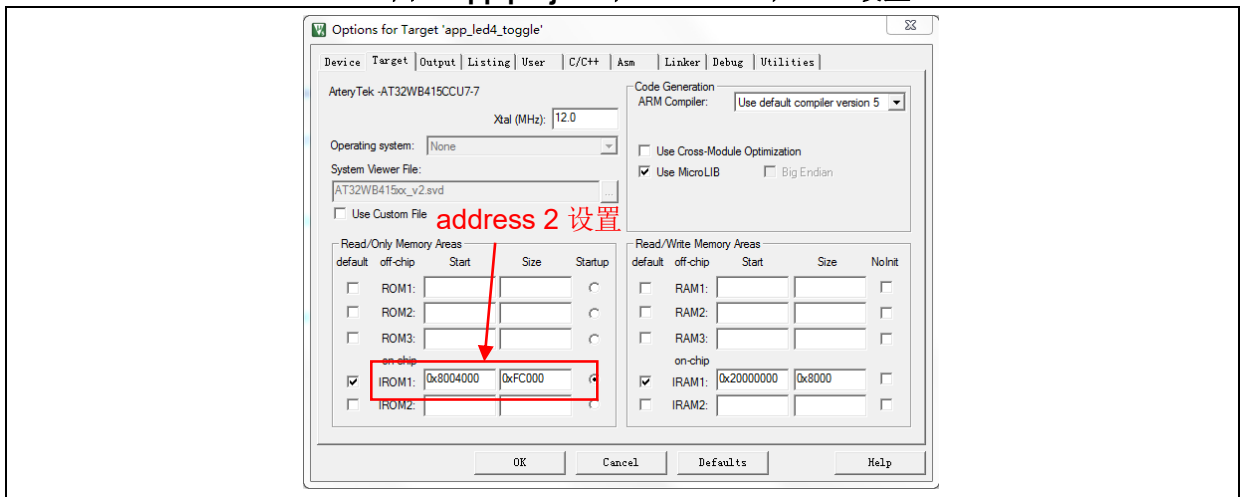 Options for Target 'app_led4_toggle'
Device Target Output Listing User C/C++ Asm Linker Debug Utilities
ArteryTek -AT32WB415CCU7-7
Xtal (MHz): 12.0
Operating system: None
System Viewer File:
AT32WB415xx_v2.svd
...
Use Custom File
Code Generation
ARM Compiler: Use default compiler version 5
Use Cross-Module Optimization
Use MicroLIB Big Endian
address 2 设置
Read/Only Memory Areas
default off-chip Start Size Startup
ROM1:
ROM2:
ROM3:
on-chip
IROM1: 0x8004000 0xFC000
IROM2:
Read/Write Memory Areas
default off-chip Start Size NoInit
RAM1:
RAM2:
RAM3:
on-chip
IRAM1: 0x20000000 0x8000
IRAM2:
OK Cancel Defaults Help